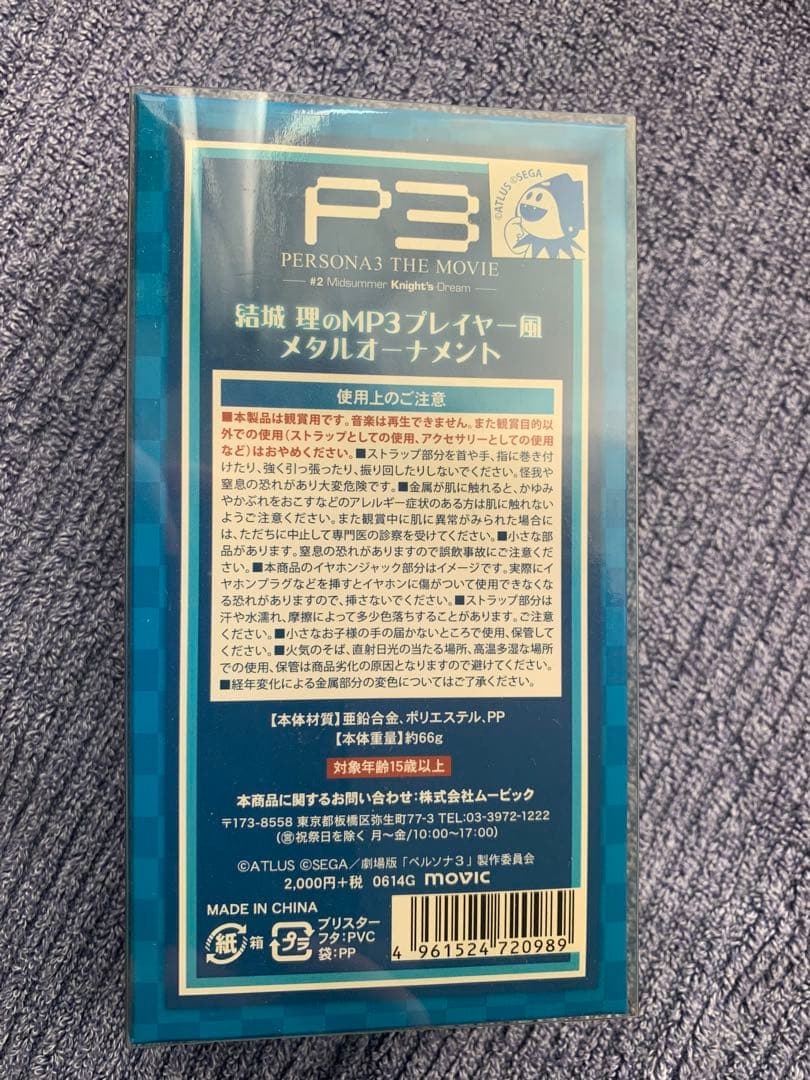 P3
©ATLUS ©SEGA
PERSONA3 THE MOVIE
#2 Midsummer Knight's Dream
結城 理のMP3プレイヤー風
メタルオーナメント
使用上のご注意
■本製品は観賞用です。音楽は再生できません。また観賞目的以
外での使用(ストラップとしての使用、アクセサリーとしての使用
など)はおやめください。■ストラップ部分を首や手、指に巻き付
けたり、強く引っ張ったり、振り回したりしないでください。怪我や
窒息の恐れがあり大変危険です。■金属が肌に触れると、かゆみ
やかぶれをおこすなどのアレルギー症状のある方は肌に触れない
ようご注意ください。また観賞中に肌に異常がみられた場合に
は、ただちに中止して専門医の診察を受けてください。■小さな部
品があります。窒息の恐れがありますので誤飲事故にご注意くだ
さい。■本商品のイヤホンジャック部分はイメージです。実際にイ
ヤホンプラグなどを挿すとイヤホンに傷がついて使用できなくな
る恐れがありますので、挿さないでください。■ストラップ部分は
汗や水濡れ、摩擦によって多少色落ちすることがあります。ご注意
ください。■小さなお子様の手の届かないところで使用、保管して
ください。■火気のそば、直射日光の当たる場所、高温多湿な場所
での使用、保管は商品劣化の原因となりますので避けてください。
■経年変化による金属部分の変色についてはご了承ください。
【本体材質】亜鉛合金、ポリエステル、PP
【本体重量】約66g
対象年齢15歳以上
本商品に関するお問い合わせ:株式会社ムービック
〒173-8558 東京都板橋区弥生町77-3 TEL:03-3972-1222
(㊡祝祭日を除く 月〜金/10:00〜17:00)
©ATLUS ©SEGA/劇場版「ペルソナ3」製作委員会
2,000円+税 0614G movic
MADE IN CHINA
紙 箱
プラ
ブリスター
フタ:PVC
袋:PP
4 961524 720989